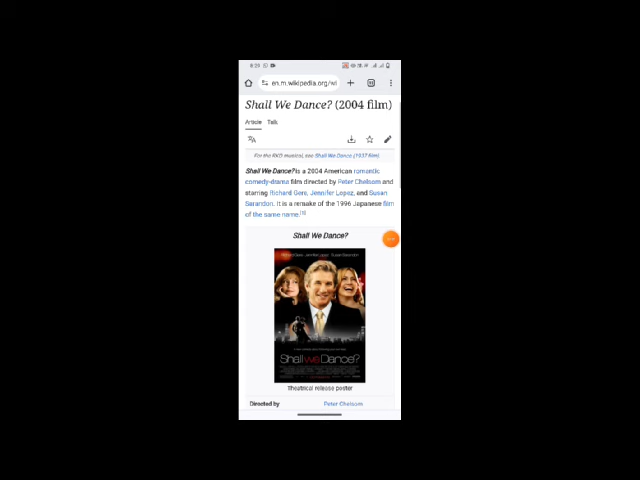 en.m.wikipedia.org/wi
Shall We Dance? (2004 film)
Article Talk
For the RKO musical, see Shall We Dance (1937 film).
Shall We Dance? is a 2004 American romantic
comedy-drama film directed by Peter Chelsom and
starring Richard Gere, Jennifer Lopez, and Susan
Sarandon. It is a remake of the 1996 Japanese film
of the same name.[1]
Shall We Dance?
Shall we Dance?
Theatrical release poster
Directed by Peter Chelsom